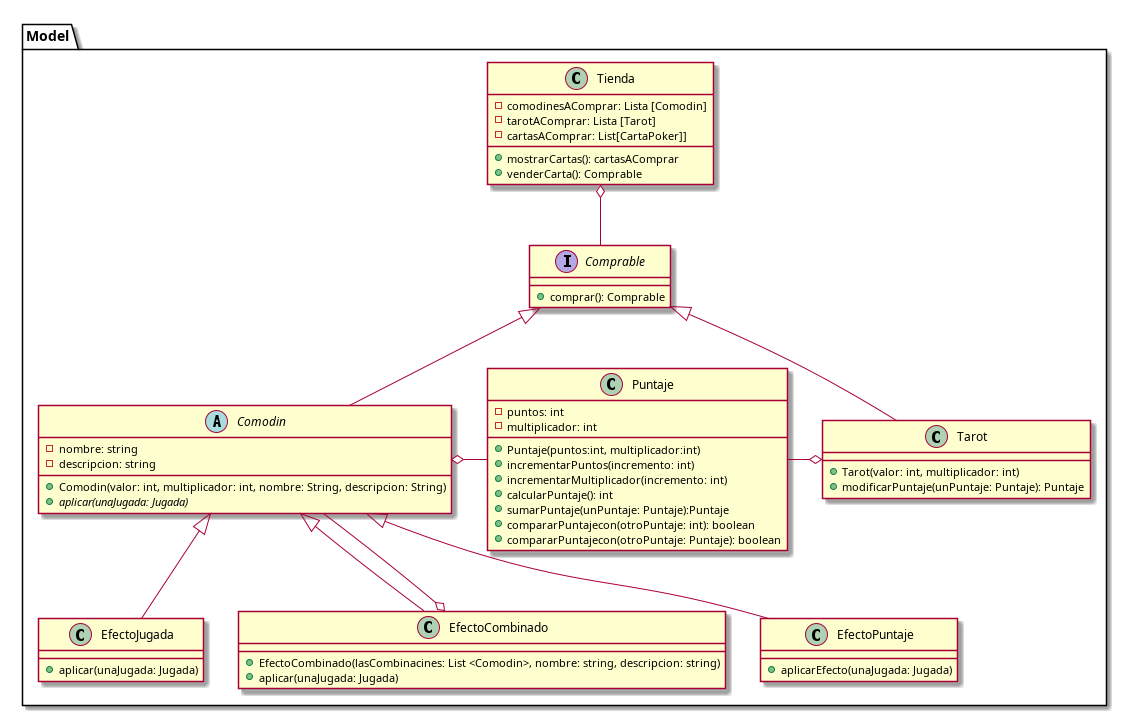 Model
C Tienda
comodinesAComprar: Lista [Comodin]
tarotAComprar: Lista [Tarot]
cartasAComprar: List[CartaPoker]]
mostrarCartas(): cartasAComprar
venderCarta(): Comprable
I Comprable
comprar(): Comprable
A Comodin
nombre: string
descripcion: string
Comodin(valor: int, multiplicador: int, nombre: String, descripcion: String)
aplicar(unaJugada: Jugada)
C Puntaje
puntos: int
multiplicador: int
Puntaje(puntos:int, multiplicador:int)
incrementarPuntos(incremento: int)
incrementarMultiplicador(incremento: int)
calcularPuntaje(): int
sumarPuntaje(unPuntaje: Puntaje):Puntaje
compararPuntajecon(otroPuntaje: int): boolean
compararPuntajecon(otroPuntaje: Puntaje): boolean
C Tarot
Tarot(valor: int, multiplicador: int)
modificarPuntaje(unPuntaje: Puntaje): Puntaje
C EfectoJugada
aplicar(unaJugada: Jugada)
C EfectoCombinado
EfectoCombinado(lasCombinacines: List <Comodin>, nombre: string, descripcion: string)
aplicar(unaJugada: Jugada)
C EfectoPuntaje
aplicarEfecto(unaJugada: Jugada)